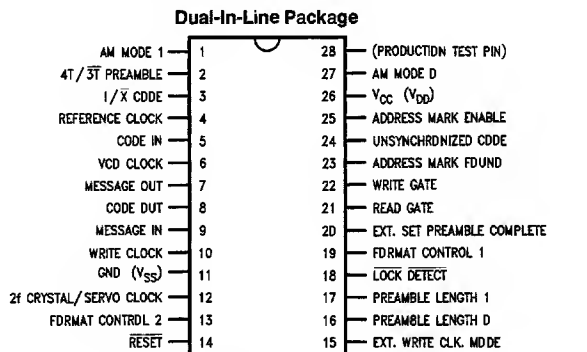 Dual-In-Line Package
AM MODE 1 1 28 (PRODUCTIDN TEST PIN)
4T/3T PREAMBLE 2 27 AM MODE D
I/X CDDE 3 26 VCC (VDD)
REFERENCE CLOCK 4 25 ADDRESS MARK ENABLE
CODE IN 5 24 UNSYNCHRDNIZED CDDE
VCD CLOCK 6 23 ADDRESS MARK FDUND
MESSAGE OUT 7 22 WRITE GATE
CODE DUT 8 21 READ GATE
MESSAGE IN 9 2D EXT. SET PREAMBLE COMPLETE
WRITE CLOCK 10 19 FDRMAT CONTROL 1
GND (VSS) 11 18 LOCK DETECT
2f CRYSTAL/SERVO CLOCK 12 17 PREAMBLE LENGTH 1
FDRMAT CONTRDL 2 13 16 PREAMBLE LENGTH D
RESET 14 15 EXT. WRITE CLK. MDDE